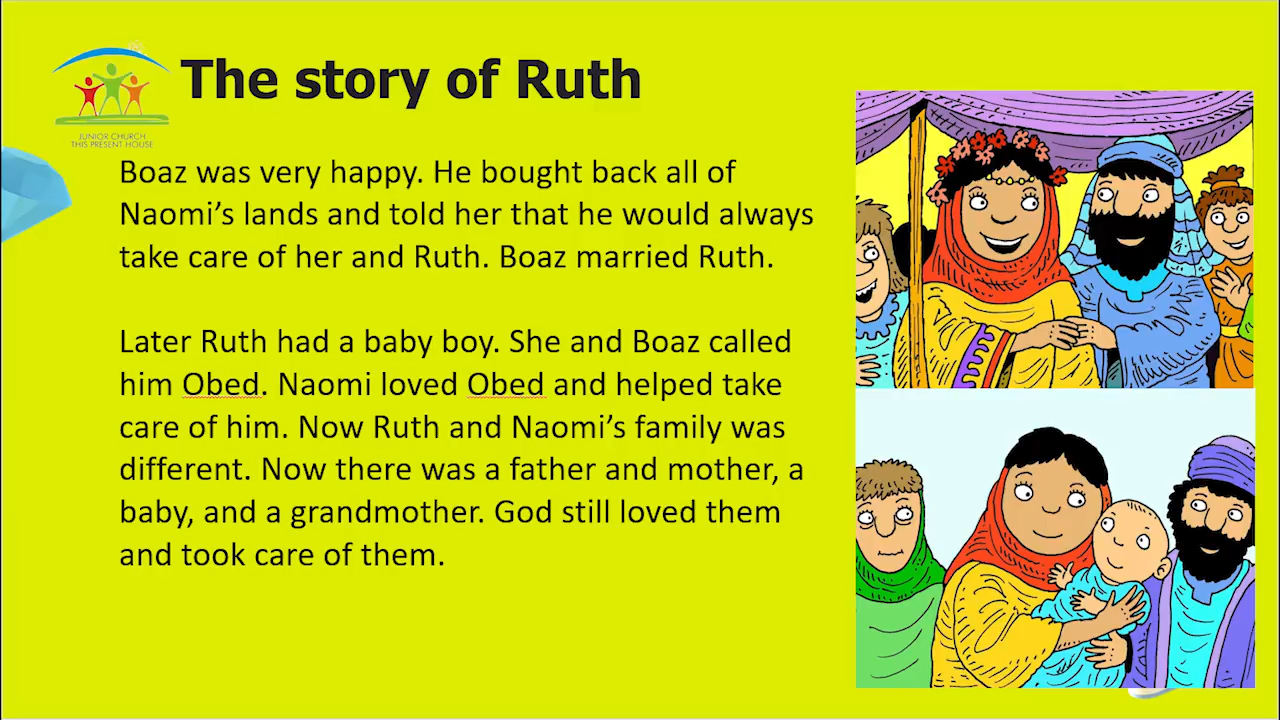 The story of Ruth
JUNIOR CHURCH
THIS PRESENT HOUSE
Boaz was very happy. He bought back all of
Naomi’s lands and told her that he would always
take care of her and Ruth. Boaz married Ruth.
Later Ruth had a baby boy. She and Boaz called
him Obed. Naomi loved Obed and helped take
care of him. Now Ruth and Naomi’s family was
different. Now there was a father and mother, a
baby, and a grandmother. God still loved them
and took care of them.